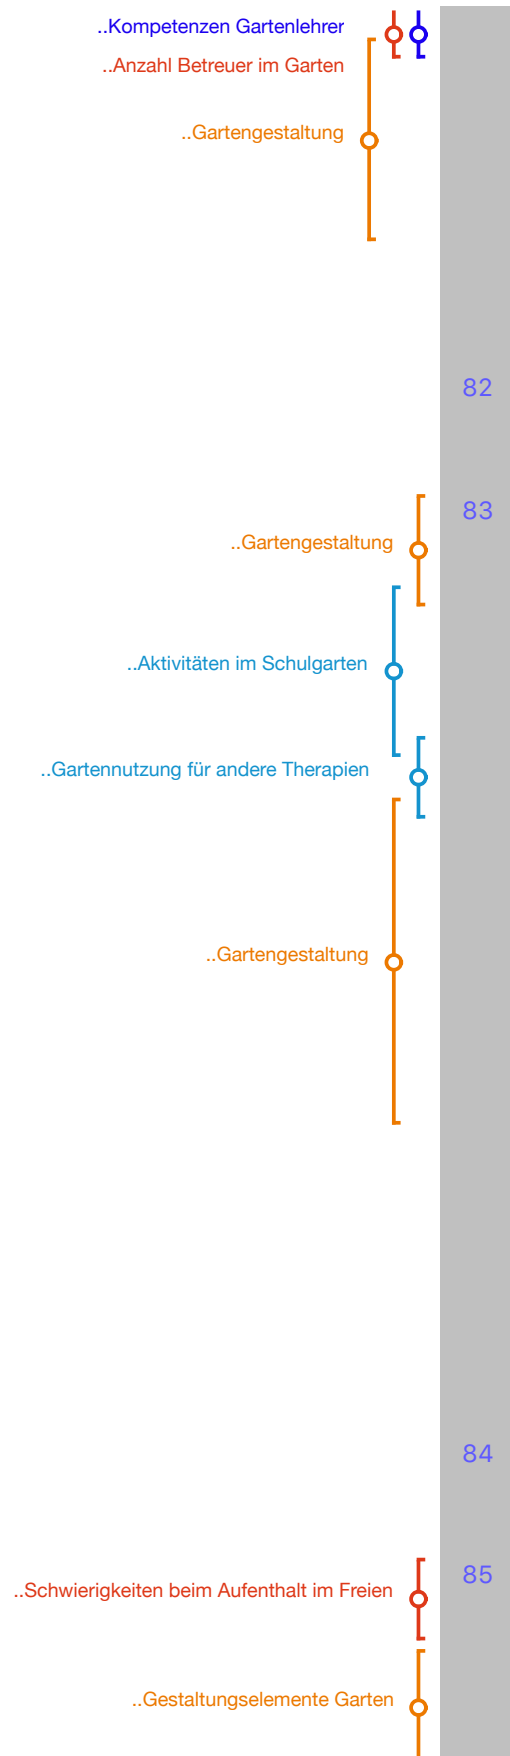 ..Kompetenzen Gartenlehrer
..Anzahl Betreuer im Garten
..Gartengestaltung
82
83
..Gartengestaltung
..Aktivitäten im Schulgarten
..Gartennutzung für andere Therapien
..Gartengestaltung
84
85
..Schwierigkeiten beim Aufenthalt im Freien
..Gestaltungselemente Garten